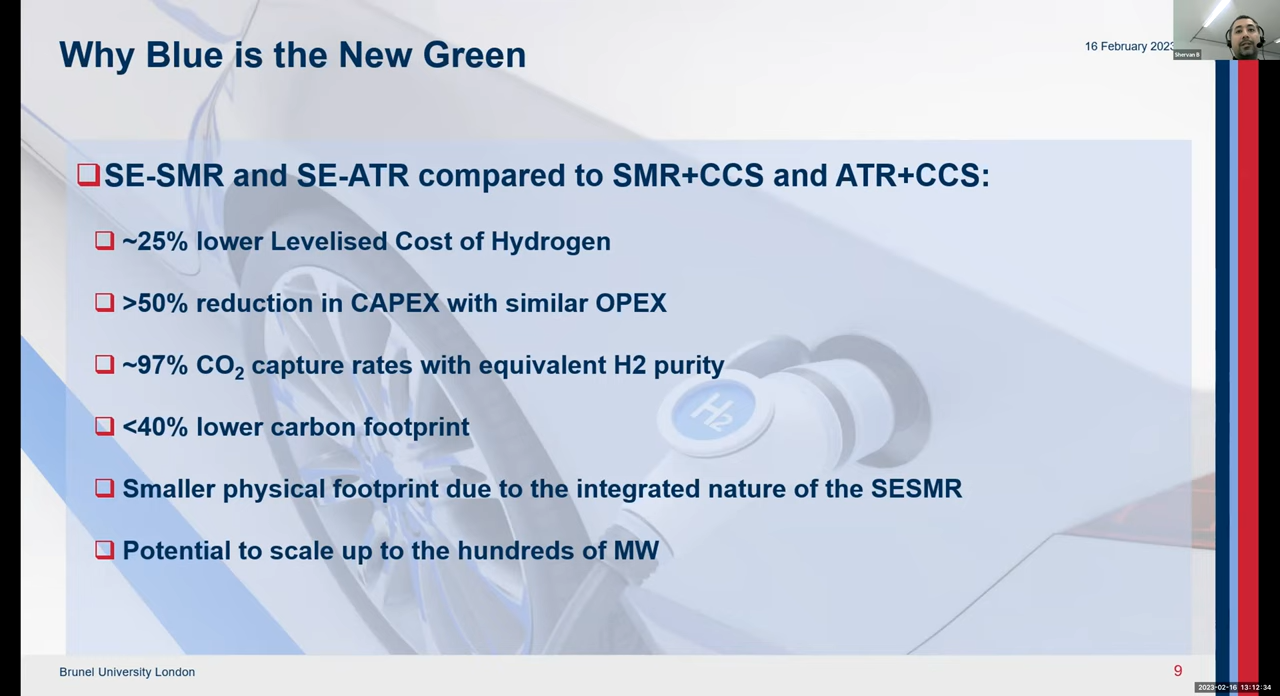 Why Blue is the New Green
16 February 2023
Shervan B
SE-SMR and SE-ATR compared to SMR+CCS and ATR+CCS:
~25% lower Levelised Cost of Hydrogen
>50% reduction in CAPEX with similar OPEX
~97% CO₂ capture rates with equivalent H2 purity
<40% lower carbon footprint
H₂
Smaller physical footprint due to the integrated nature of the SESMR
Potential to scale up to the hundreds of MW
Brunel University London
9
2023-02-16 13:12:34